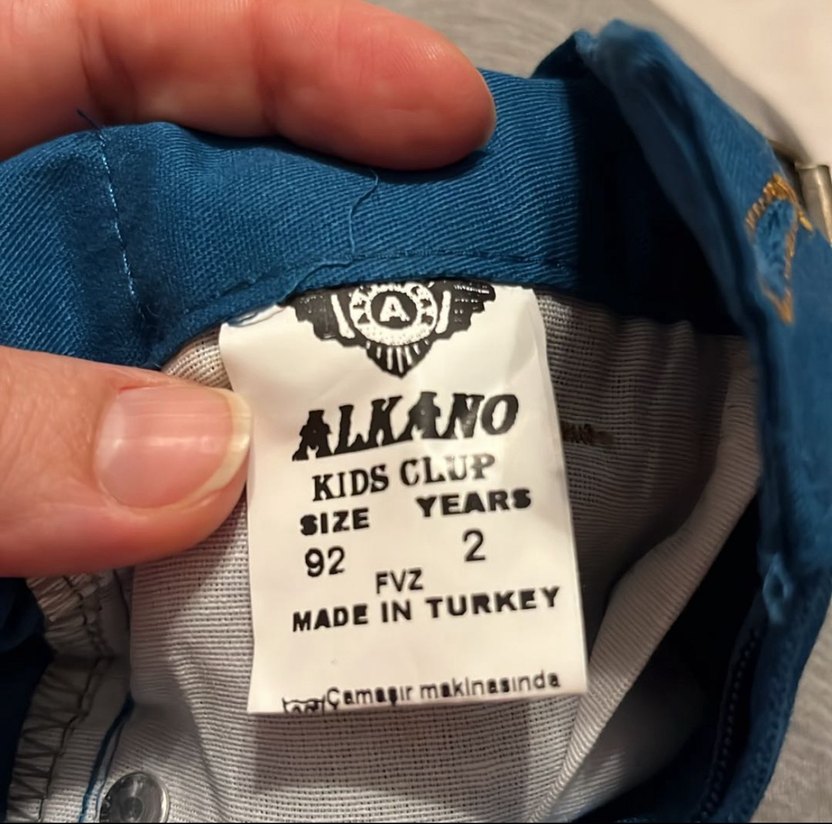 A
ALKANO
KIDS CLUP
SIZE YEARS
92 2
FVZ
MADE IN TURKEY
Çamaşır makinasında